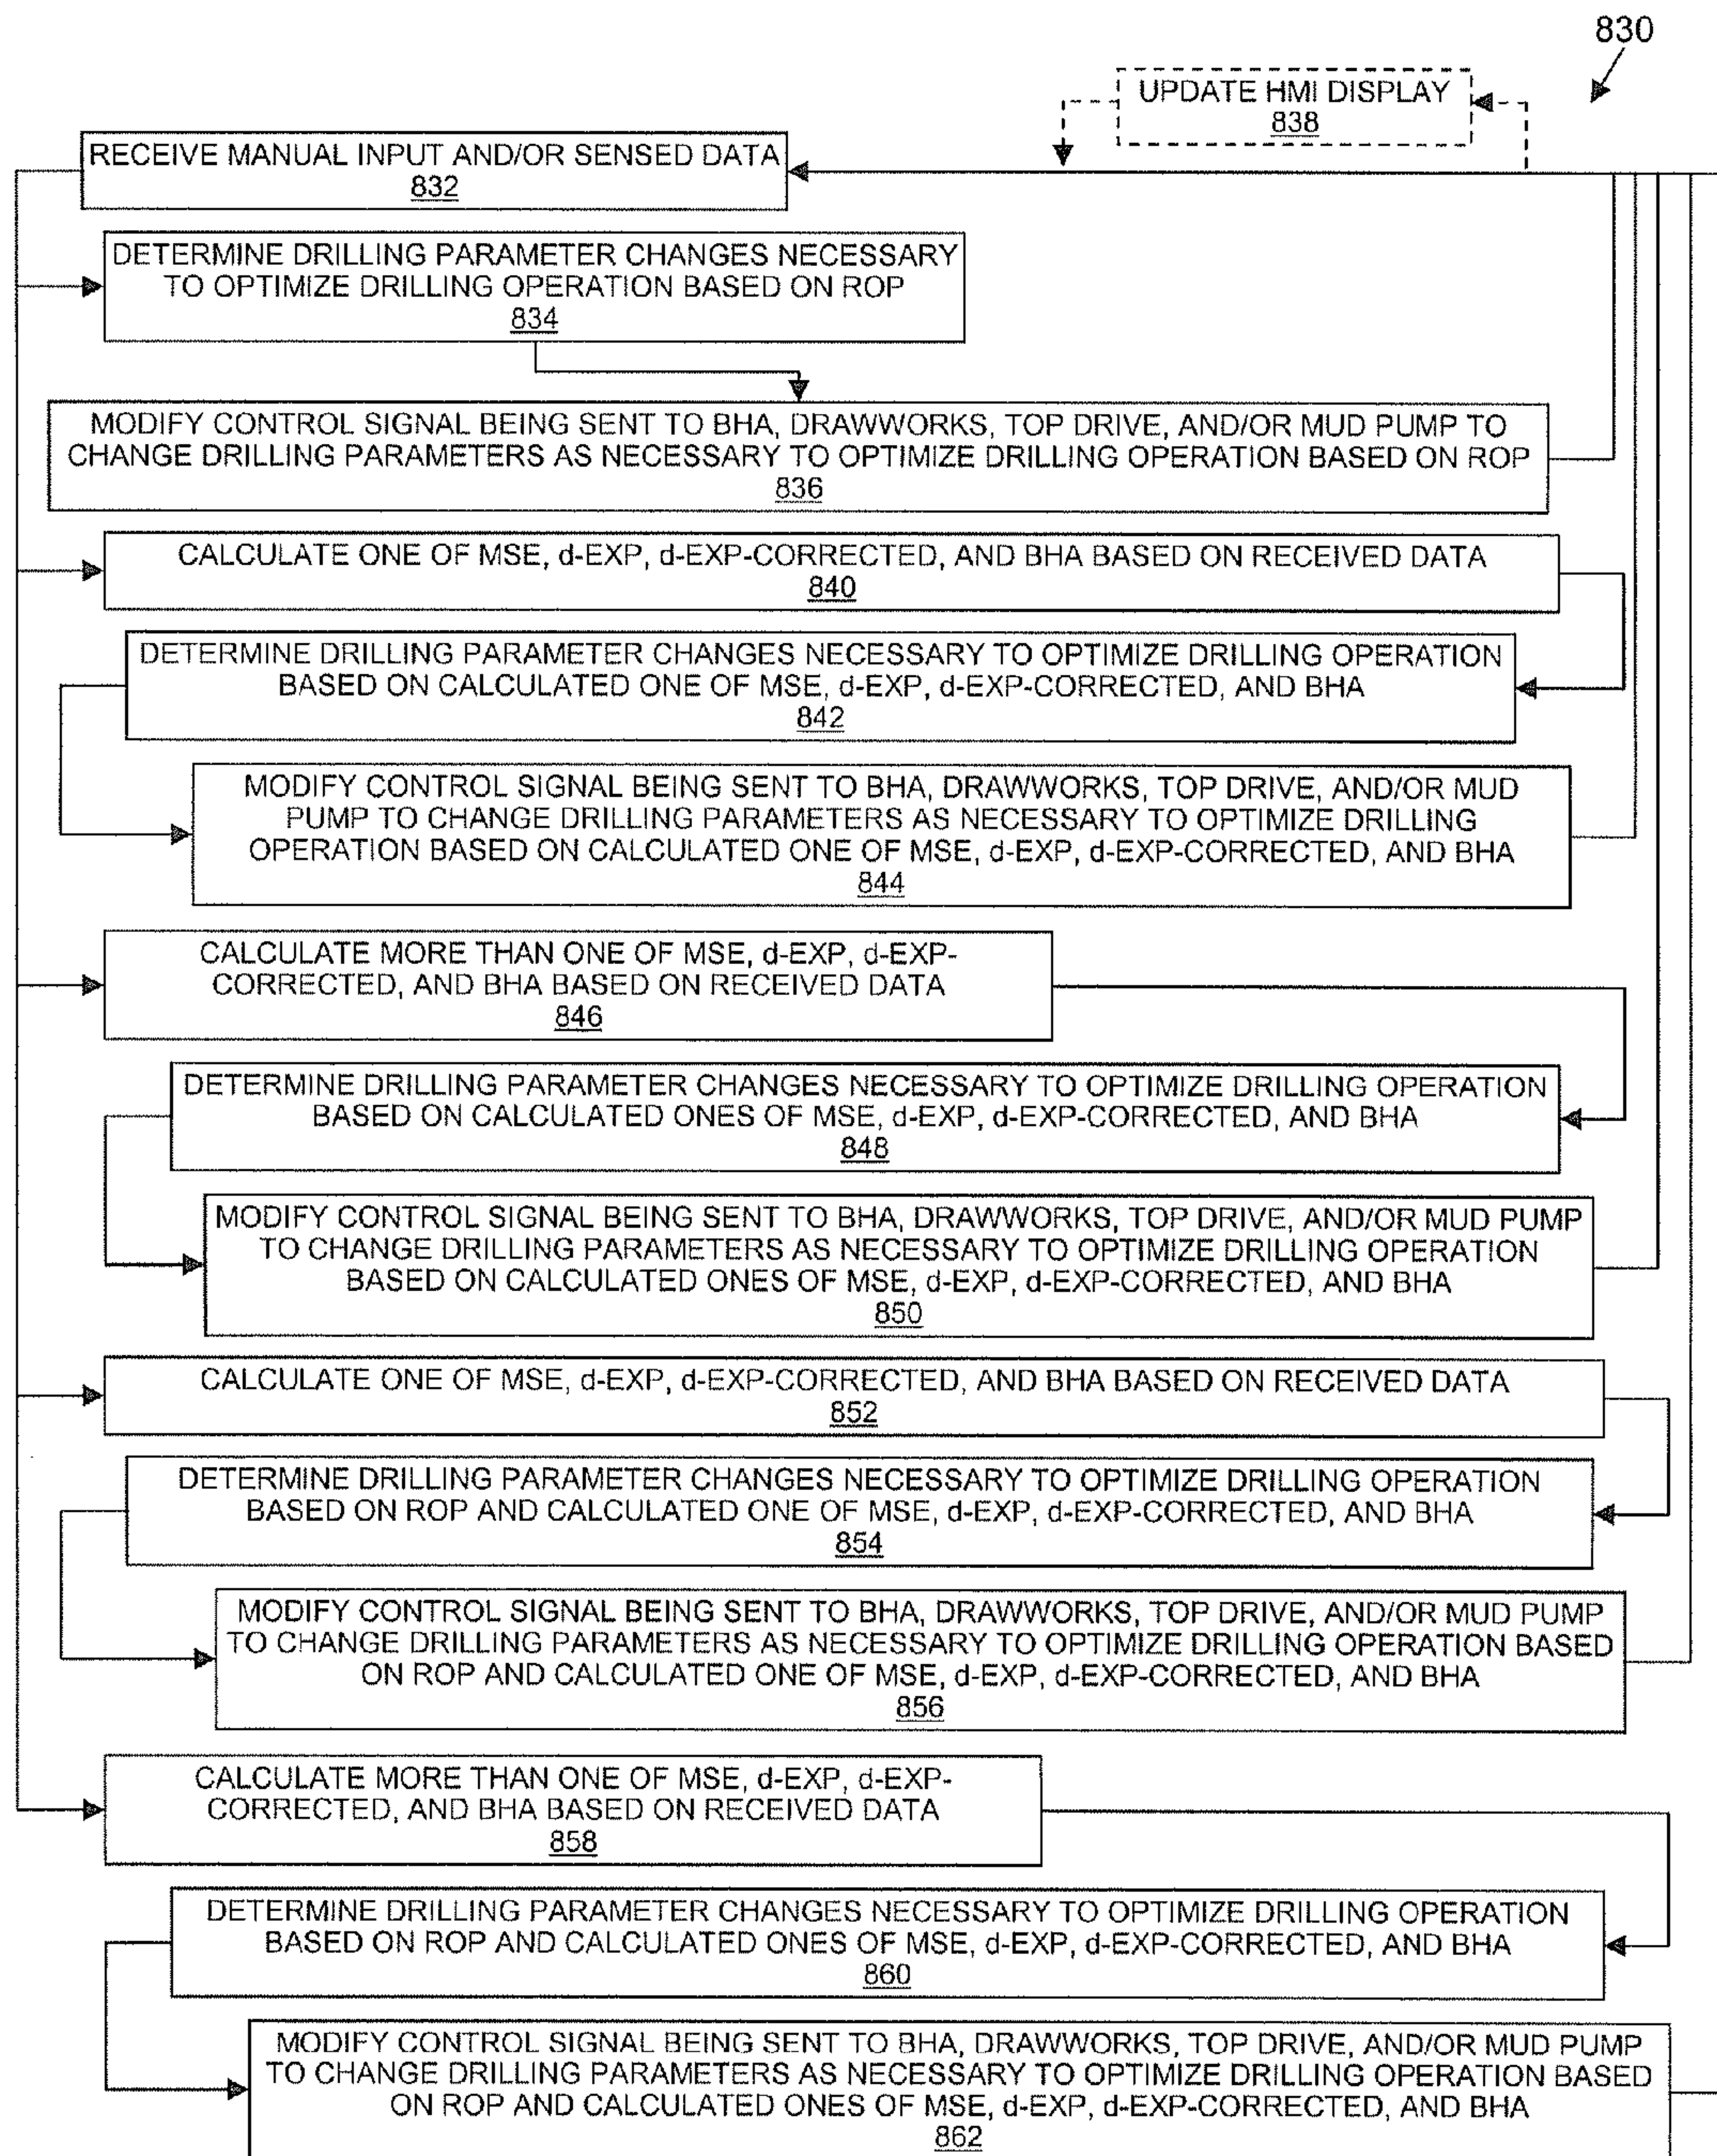 830
UPDATE HMI DISPLAY
838
RECEIVE MANUAL INPUT AND/OR SENSED DATA
832
DETERMINE DRILLING PARAMETER CHANGES NECESSARY
TO OPTIMIZE DRILLING OPERATION BASED ON ROP
834
MODIFY CONTROL SIGNAL BEING SENT TO BHA, DRAWWORKS, TOP DRIVE, AND/OR MUD PUMP TO
CHANGE DRILLING PARAMETERS AS NECESSARY TO OPTIMIZE DRILLING OPERATION BASED ON ROP
836
CALCULATE ONE OF MSE, d-EXP, d-EXP-CORRECTED, AND BHA BASED ON RECEIVED DATA
840
DETERMINE DRILLING PARAMETER CHANGES NECESSARY TO OPTIMIZE DRILLING OPERATION
BASED ON CALCULATED ONE OF MSE, d-EXP, d-EXP-CORRECTED, AND BHA
842
MODIFY CONTROL SIGNAL BEING SENT TO BHA, DRAWWORKS, TOP DRIVE, AND/OR MUD
PUMP TO CHANGE DRILLING PARAMETERS AS NECESSARY TO OPTIMIZE DRILLING
OPERATION BASED ON CALCULATED ONE OF MSE, d-EXP, d-EXP-CORRECTED, AND BHA
844
CALCULATE MORE THAN ONE OF MSE, d-EXP, d-EXP-
CORRECTED, AND BHA BASED ON RECEIVED DATA
846
DETERMINE DRILLING PARAMETER CHANGES NECESSARY TO OPTIMIZE DRILLING OPERATION
BASED ON CALCULATED ONES OF MSE, d-EXP, d-EXP-CORRECTED, AND BHA
848
MODIFY CONTROL SIGNAL BEING SENT TO BHA, DRAWWORKS, TOP DRIVE, AND/OR MUD PUMP
TO CHANGE DRILLING PARAMETERS AS NECESSARY TO OPTIMIZE DRILLING OPERATION
BASED ON CALCULATED ONES OF MSE, d-EXP, d-EXP-CORRECTED, AND BHA
850
CALCULATE ONE OF MSE, d-EXP, d-EXP-CORRECTED, AND BHA BASED ON RECEIVED DATA
852
DETERMINE DRILLING PARAMETER CHANGES NECESSARY TO OPTIMIZE DRILLING OPERATION
BASED ON ROP AND CALCULATED ONE OF MSE, d-EXP, d-EXP-CORRECTED, AND BHA
854
MODIFY CONTROL SIGNAL BEING SENT TO BHA, DRAWWORKS, TOP DRIVE, AND/OR MUD PUMP
TO CHANGE DRILLING PARAMETERS AS NECESSARY TO OPTIMIZE DRILLING OPERATION BASED
ON ROP AND CALCULATED ONE OF MSE, d-EXP, d-EXP-CORRECTED, AND BHA
856
CALCULATE MORE THAN ONE OF MSE, d-EXP, d-EXP-
CORRECTED, AND BHA BASED ON RECEIVED DATA
858
DETERMINE DRILLING PARAMETER CHANGES NECESSARY TO OPTIMIZE DRILLING OPERATION
BASED ON ROP AND CALCULATED ONES OF MSE, d-EXP, d-EXP-CORRECTED, AND BHA
860
MODIFY CONTROL SIGNAL BEING SENT TO BHA, DRAWWORKS, TOP DRIVE, AND/OR MUD PUMP
TO CHANGE DRILLING PARAMETERS AS NECESSARY TO OPTIMIZE DRILLING OPERATION BASED
ON ROP AND CALCULATED ONES OF MSE, d-EXP, d-EXP-CORRECTED, AND BHA
862